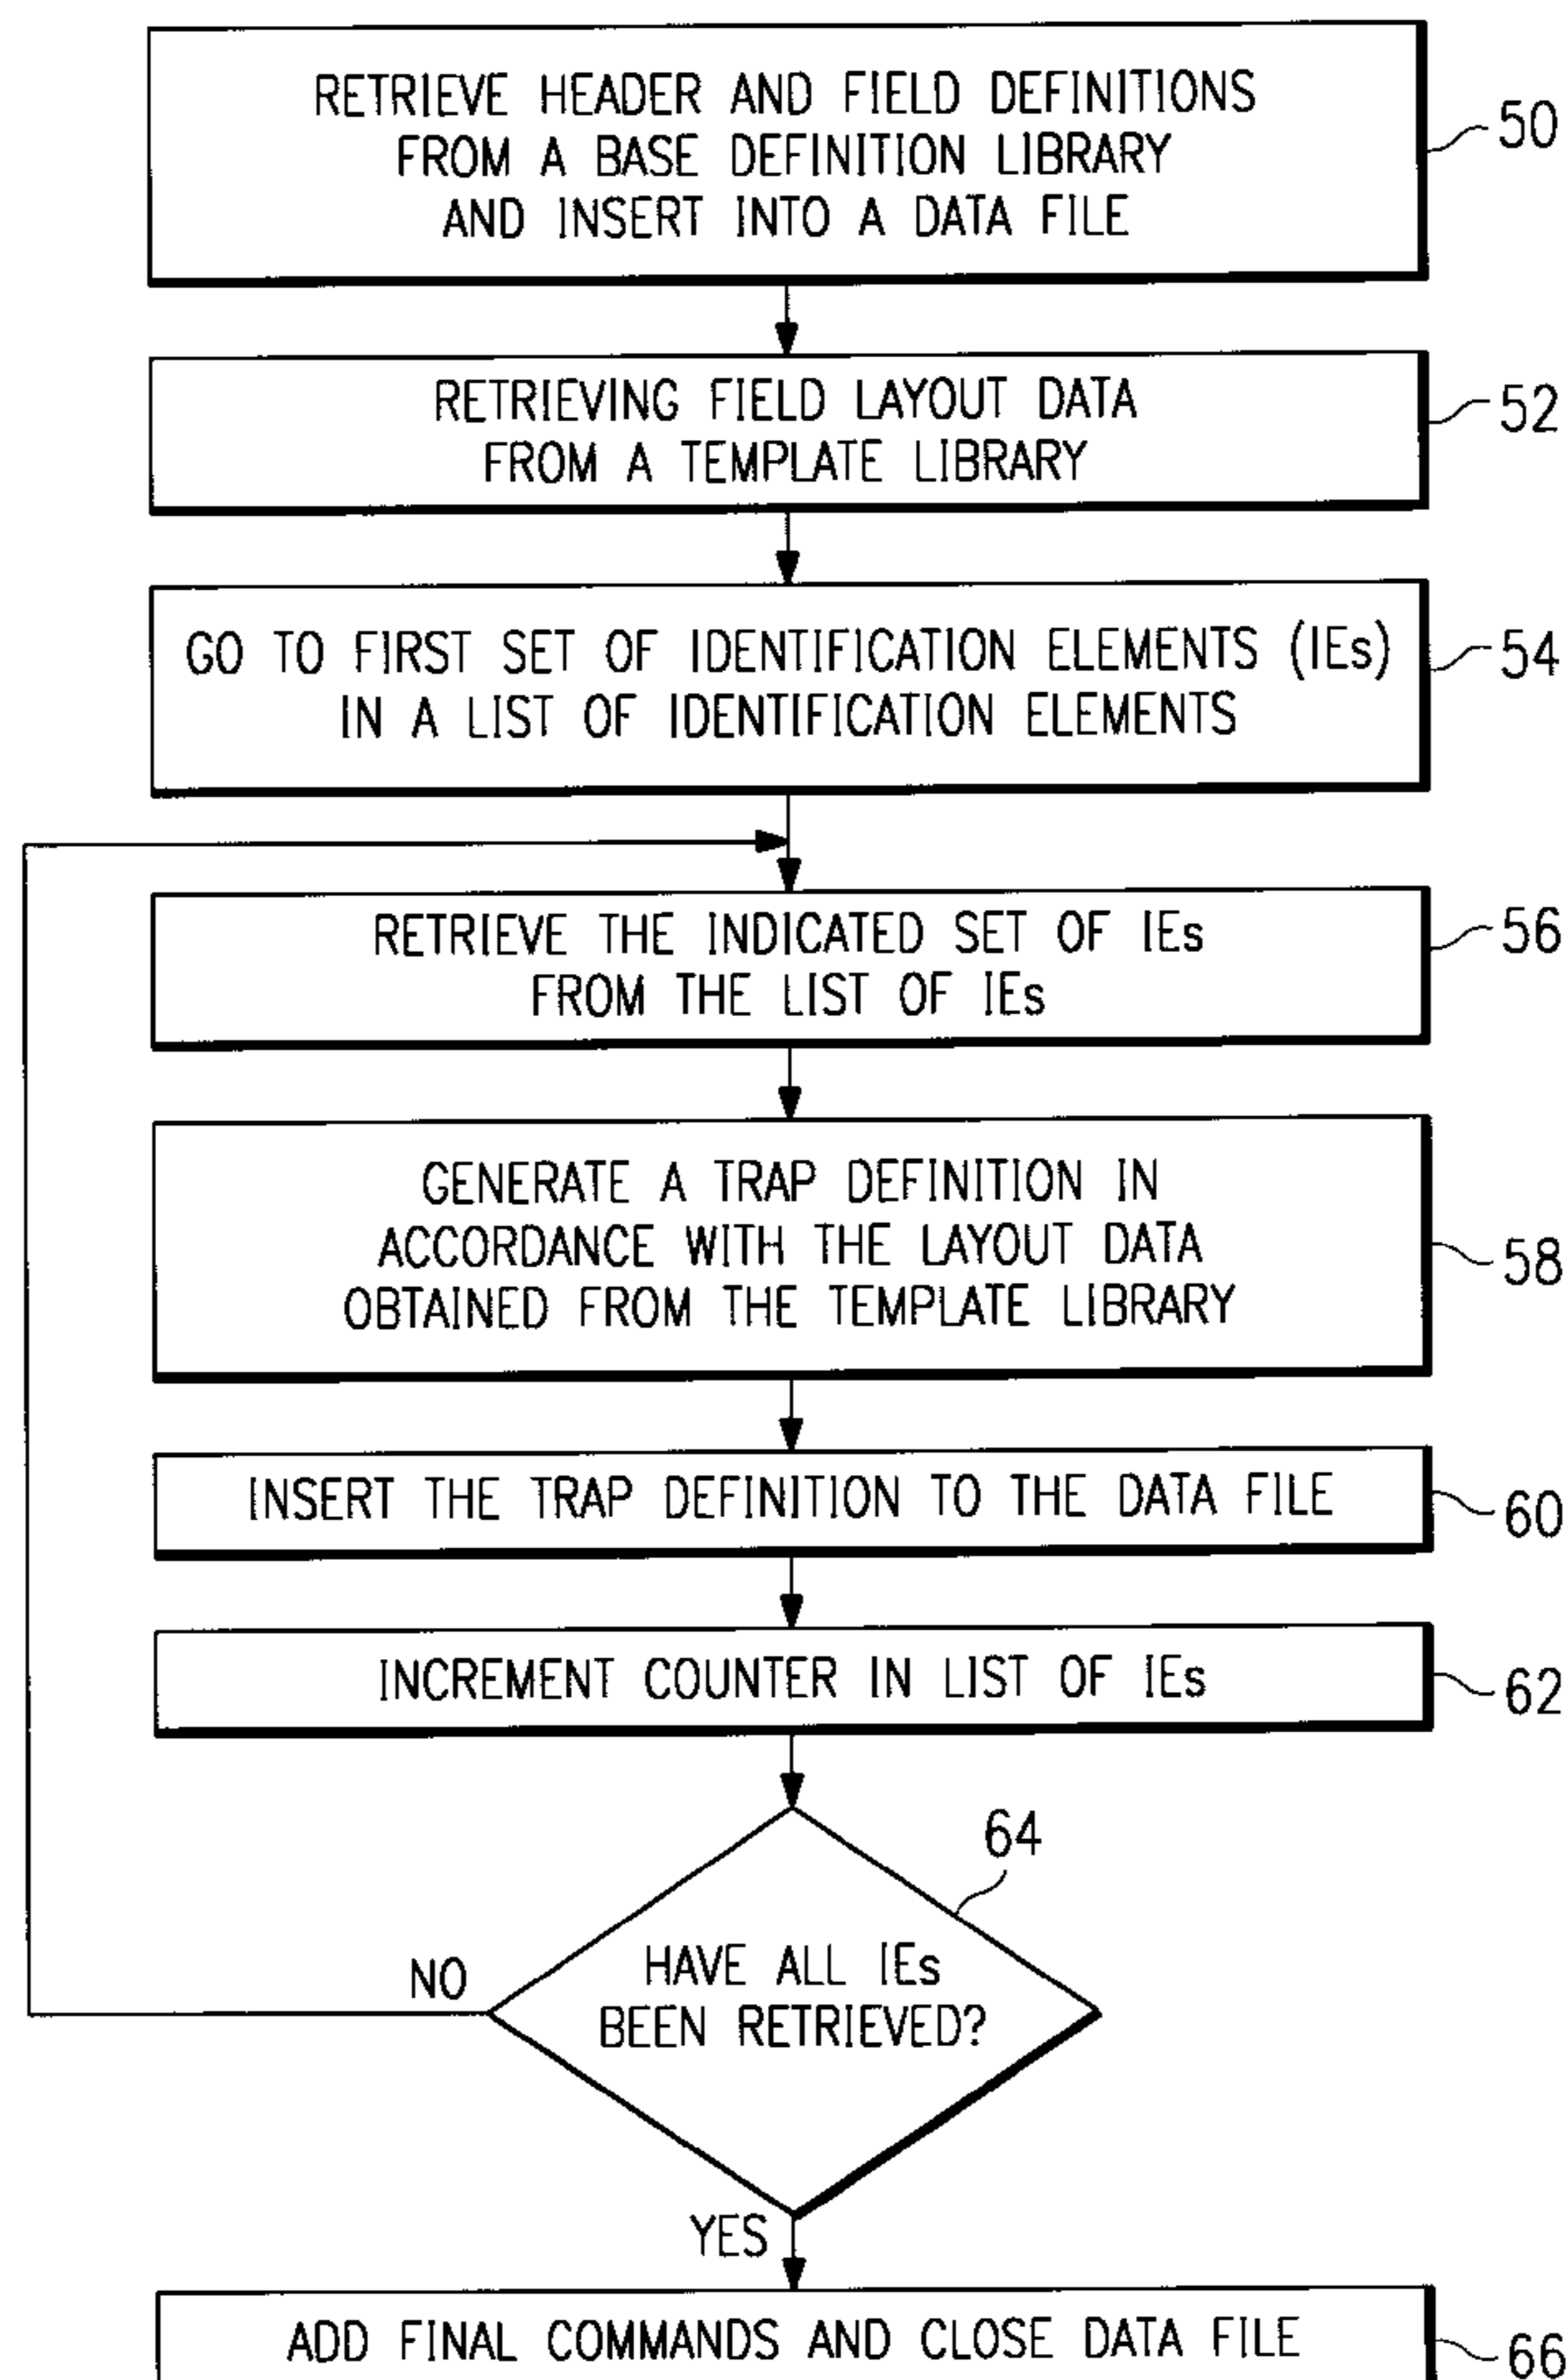 RETRIEVE HEADER AND FIELD DEFINITIONS
FROM A BASE DEFINITION LIBRARY
AND INSERT INTO A DATA FILE
50
RETRIEVING FIELD LAYOUT DATA
FROM A TEMPLATE LIBRARY
52
GO TO FIRST SET OF IDENTIFICATION ELEMENTS (IEs)
IN A LIST OF IDENTIFICATION ELEMENTS
54
RETRIEVE THE INDICATED SET OF IEs
FROM THE LIST OF IEs
56
GENERATE A TRAP DEFINITION IN
ACCORDANCE WITH THE LAYOUT DATA
OBTAINED FROM THE TEMPLATE LIBRARY
58
INSERT THE TRAP DEFINITION TO THE DATA FILE
60
INCREMENT COUNTER IN LIST OF IEs
62
64
HAVE ALL IEs
BEEN RETRIEVED?
NO
YES
ADD FINAL COMMANDS AND CLOSE DATA FILE
66